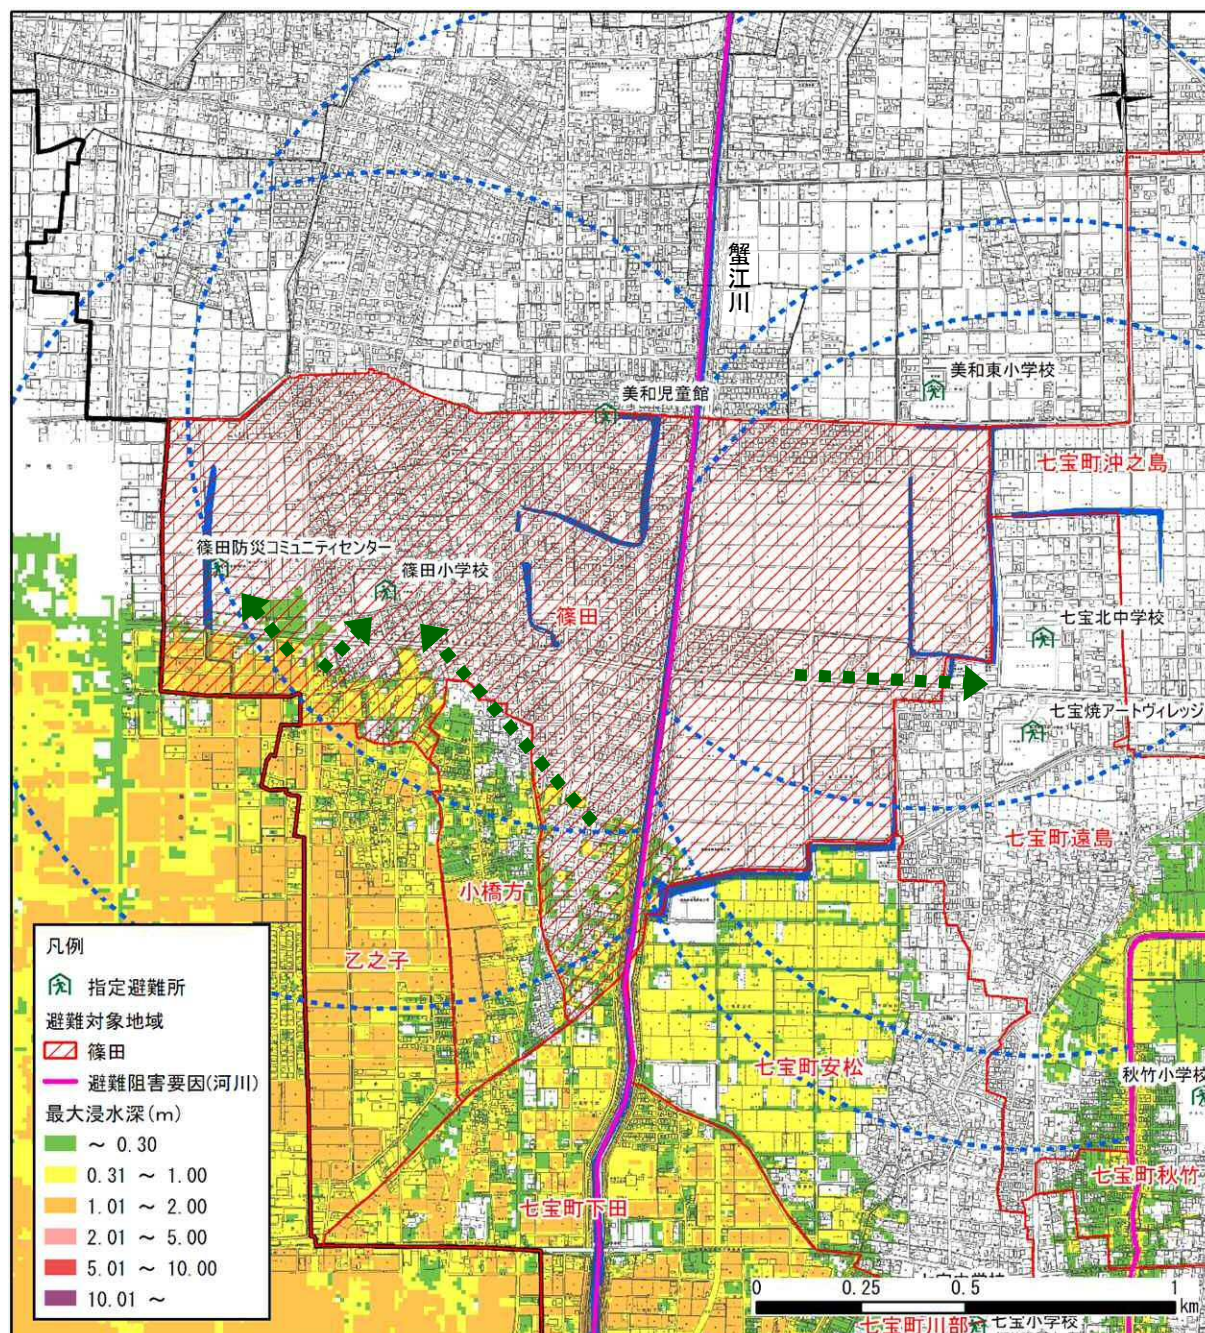 蟹江川
美和東小学校
美和児童館
七宝町沖之島
篠田防災コミュニティセンター
篠田小学校
篠田
七宝北中学校
七宝焼アートヴィレッジ
七宝町遠島
小橋方
乙之子
七宝町安松
秋竹小学校
七宝町秋竹
七宝町下田
凡例
指定避難所
避難対象地域
篠田
避難阻害要因(河川)
最大浸水深(m)
～ 0.30
0.31 ～ 1.00
1.01 ～ 2.00
2.01 ～ 5.00
5.01 ～ 10.00
10.01 ～
0 0.25 0.5 1
km
七宝町川部
七宝小学校